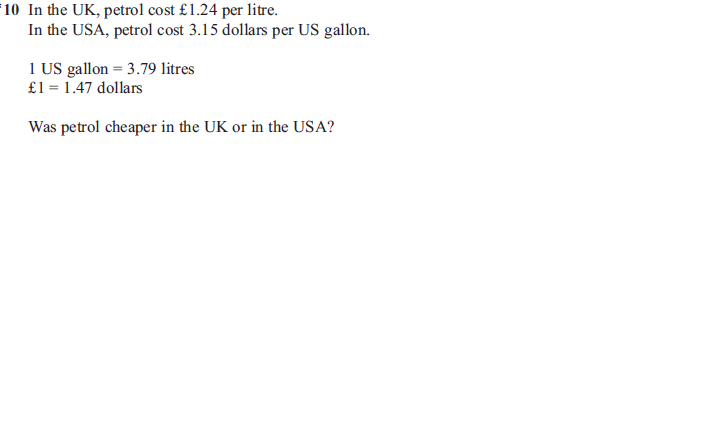 *10 In the UK, petrol cost £1.24 per litre.
In the USA, petrol cost 3.15 dollars per US gallon.
1 US gallon = 3.79 litres
£1 = 1.47 dollars
Was petrol cheaper in the UK or in the USA?